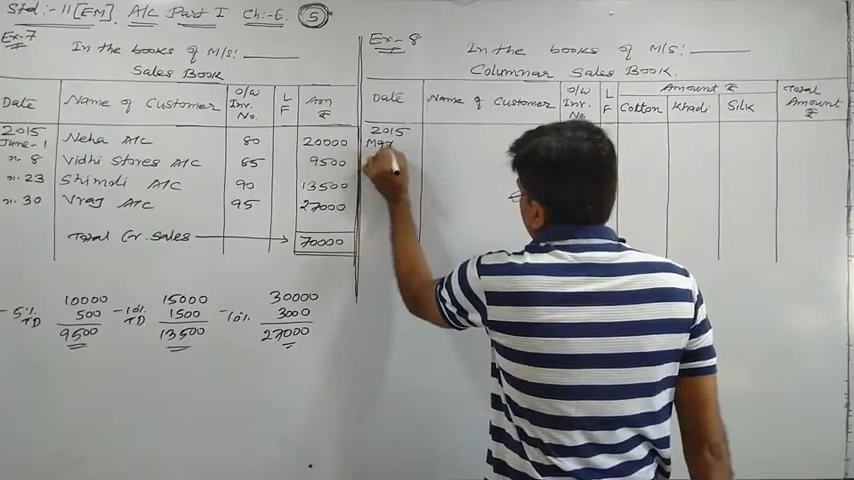 Std:- 11 [EM]. A/C Part I Ch:-6. 5
Ex-7
In the books of M/S! ______
Sales Book
Date Name of Customer O/W Inv. No. L F Am ₹
2015
June-1 Neha A/C 80 20000
n. 8 Vidhi Stores A/C 85 9500
n. 23 Shimoli A/C 90 13500
n. 30 Vraj A/C 95 27000
Total Cr. Sales 70000
10000 15000 30000
- 5% TD 500 - 10% TD 1500 - 10% 3000
9500 13500 27000
Ex-8
In the books of M/S! ______
Columnar Sales Book.
Date Name of Customer O/W Inv. No. L F Amount ₹ Total Amount ₹
Cotton Khadi Silk
2015
May